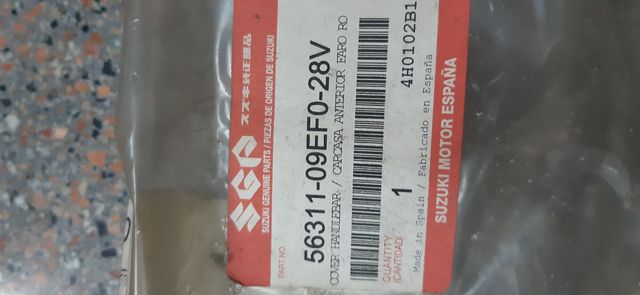 SGP
スズキ純正部品
SUZUKI GENUINE PARTS / PIEZAS DE ORIGEN DE SUZUKI
PART NO.
56311-09EF0-28V
COVER HANDLEBAR / CARCASA ANTERIOR FARO RO
QUANTITY
(CANTIDAD)
1
4H0102B1
Made in Spain / Fabricado en España
SUZUKI MOTOR ESPAÑA